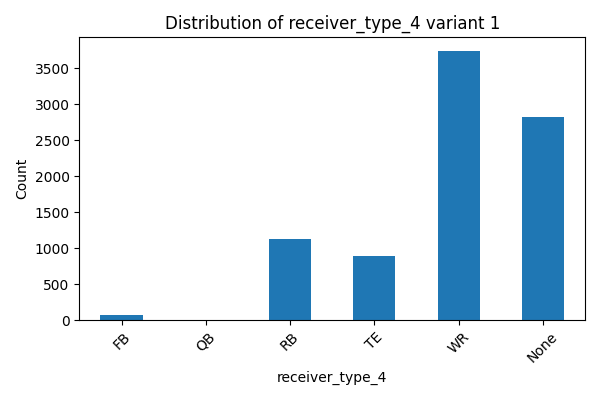 Distribution of receiver_type_4 variant 1
Count
3500
3000
2500
2000
1500
1000
500
0
FB
QB
RB
TE
WR
None
receiver_type_4